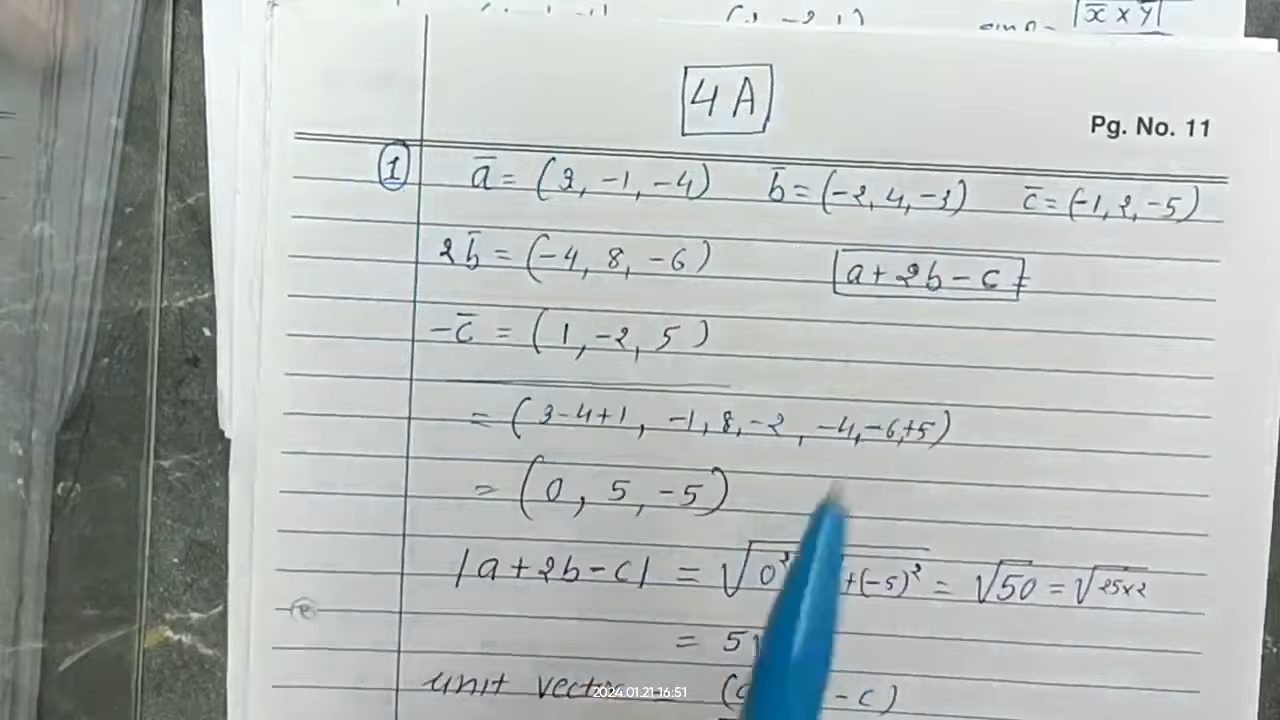 4A
Pg. No. 11
1 a̅ = (3, -1, -4) b̅ = (-2, 4, -3) c̅ = (-1, 2, -5)
2b̅ = (-4, 8, -6) a+2b-c
-c̅ = (1, -2, 5)
= (3-4+1, -1, 8, -2, -4, -6, +5)
= (0, 5, -5)
|a+2b-c| = √0² +(-5)² = √50 = √25×2
= 5
unit -c)
2024.01.21 16:51